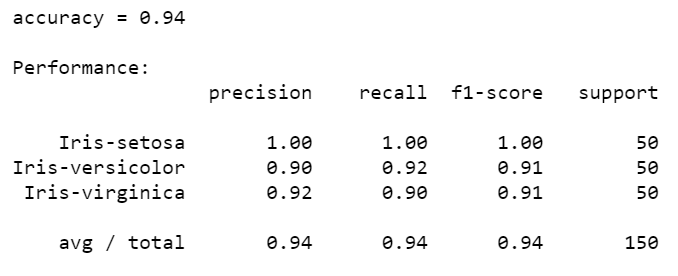 accuracy = 0.94
Performance:
precision recall f1-score support
Iris-setosa 1.00 1.00 1.00 50
Iris-versicolor 0.90 0.92 0.91 50
Iris-virginica 0.92 0.90 0.91 50
avg / total 0.94 0.94 0.94 150